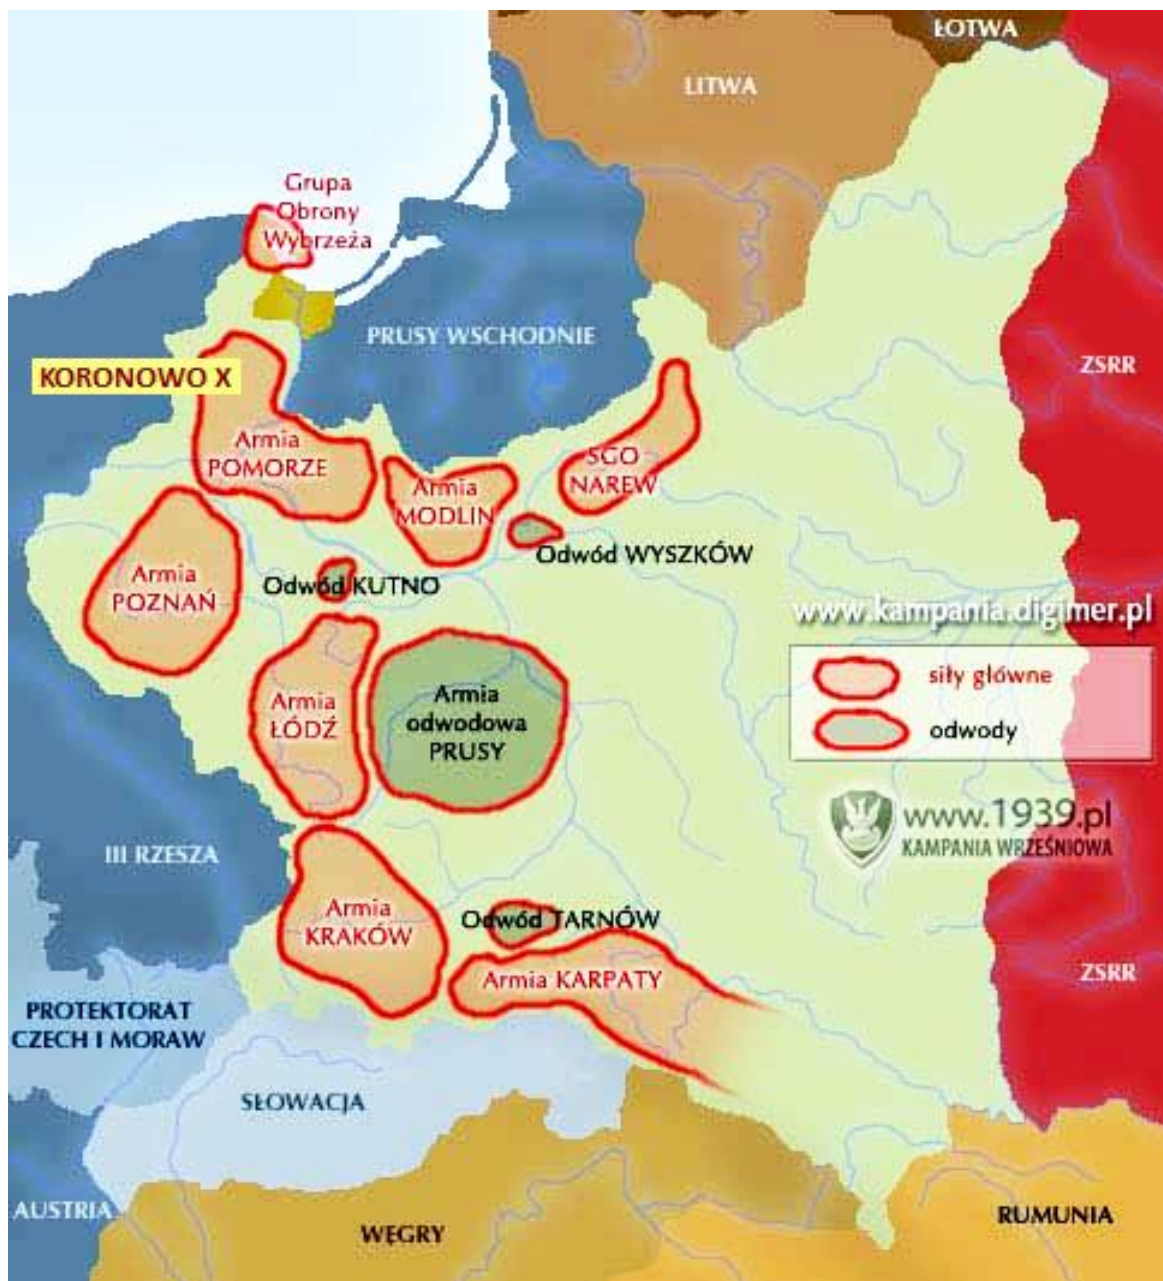 ŁOTWA
LITWA
Grupa
Obrony
Wybrzeża
PRUSY WSCHODNIE
ZSRR
KORONOWO X
Armia
POMORZE
SGO
NAREW
Armia
MODLIN
Odwód WYSZKÓW
Armia
POZNAŃ
Odwód KUTNO
www.kampania.digimer.pl
siły główne
odwody
Armia
ŁÓDŹ
Armia
odwodowa
PRUSY
www.1939.pl
KAMPANIA WRZEŚNIOWA
III RZESZA
Armia
KRAKÓW
Odwód TARNÓW
Armia KARPATY
ZSRR
PROTEKTORAT
CZECH I MORAW
SŁOWACJA
AUSTRIA
WĘGRY
RUMUNIA